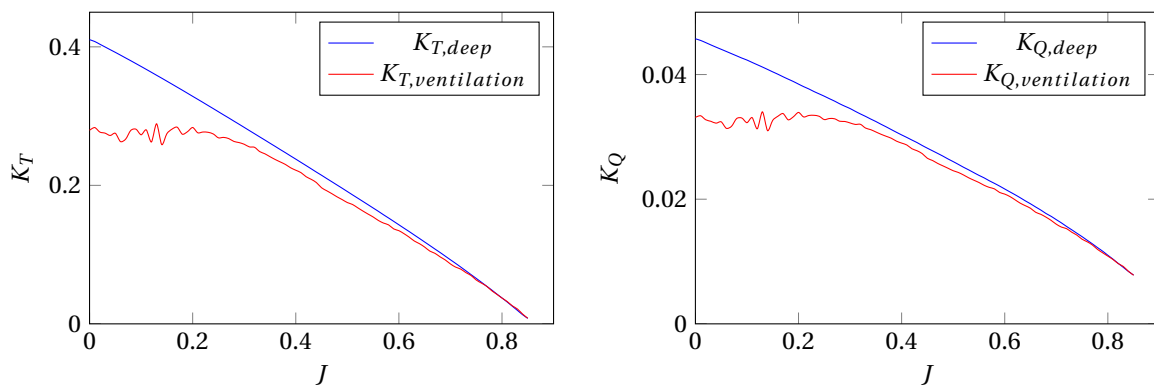 K_{T,deep}
K_{T,ventilation}
0.4
0.2
0
K_T
0
0.2
0.4
0.6
0.8
J
K_{Q,deep}
K_{Q,ventilation}
0.04
0.02
0.00
K_Q
0
0.2
0.4
0.6
0.8
J